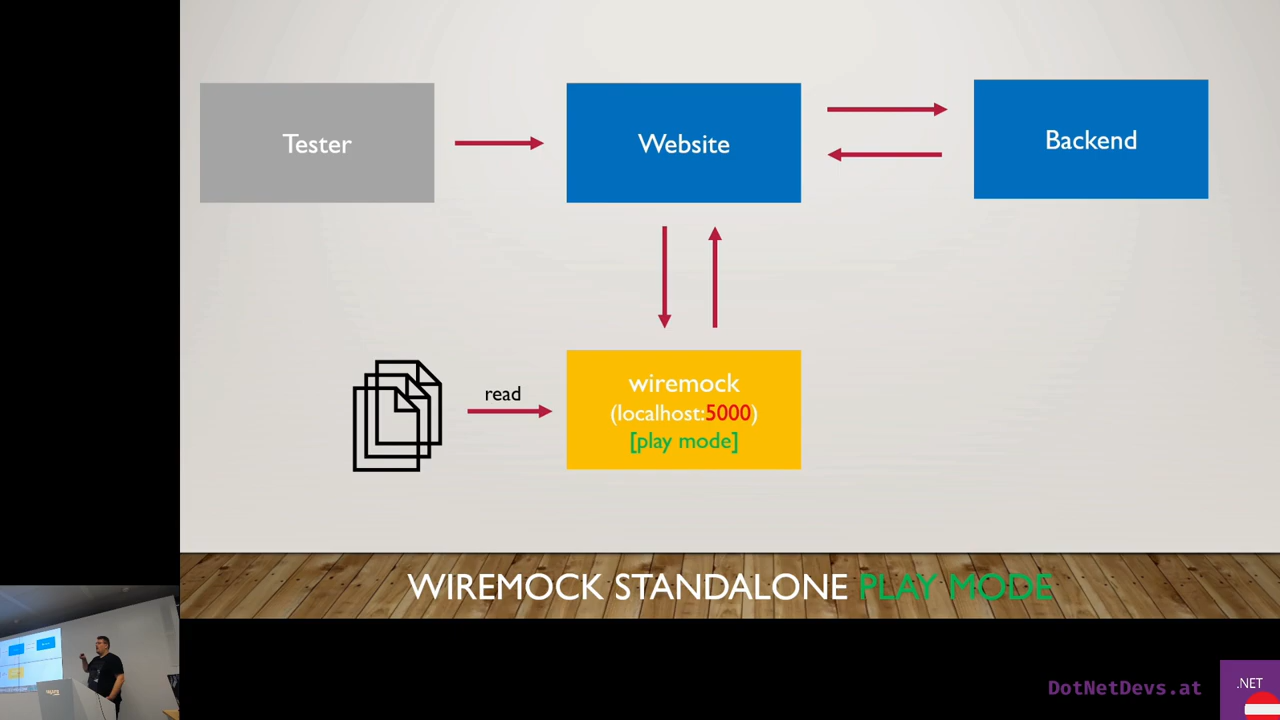 Tester
Website
Backend
read
wiremock
(localhost:5000)
[play mode]
WIREMOCK STANDALONE PLAY MODE
DotNetDevs.at
.NET